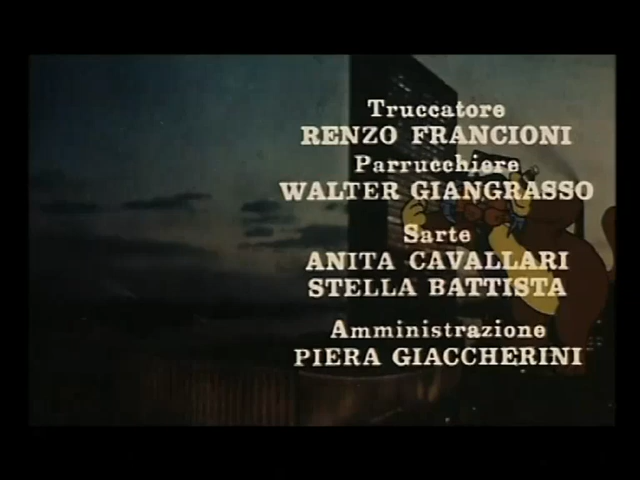 Truccatore
RENZO FRANCIONI
Parrucchiere
WALTER GIANGRASSO
Sarte
ANITA CAVALLARI
STELLA BATTISTA
Amministrazione
PIERA GIACCHERINI